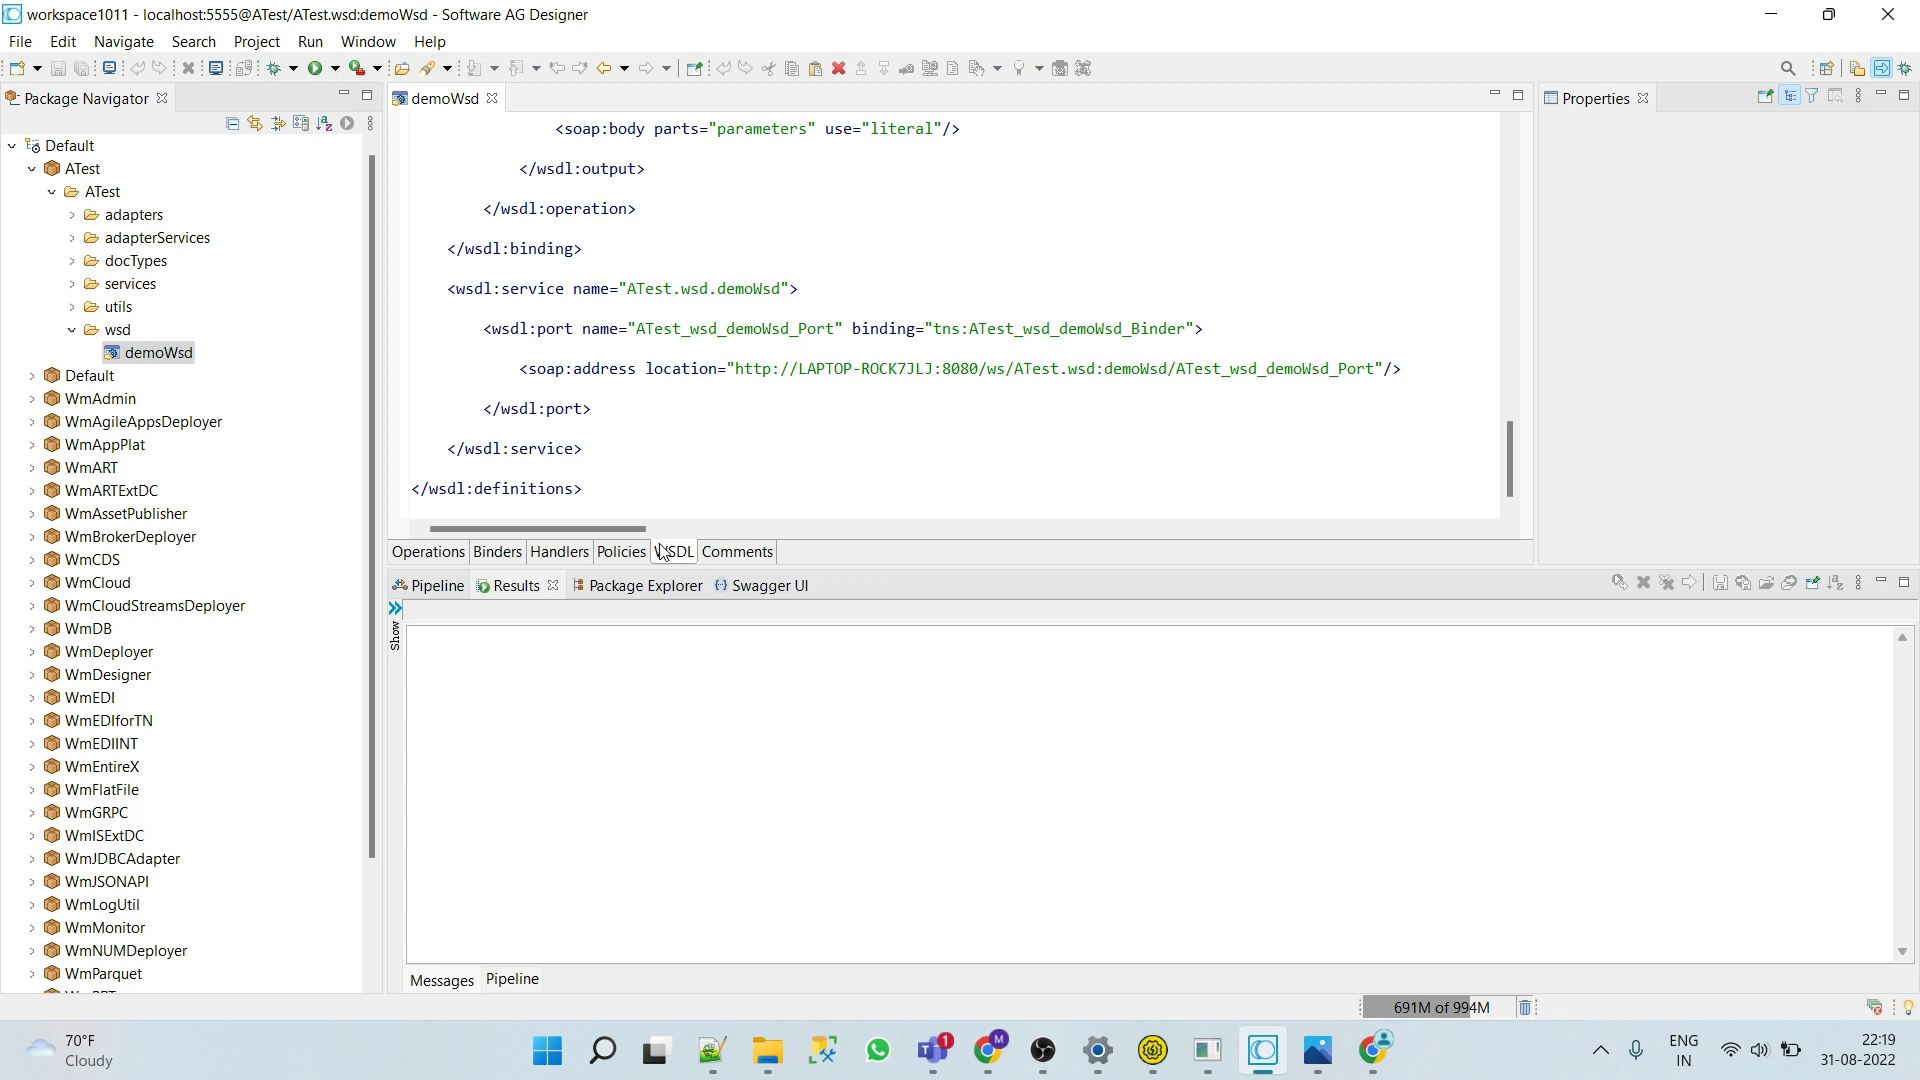 workspace1011 - localhost:5555@ATest/ATest.wsd:demoWsd - Software AG Designer
File Edit Navigate Search Project Run Window Help
Package Navigator
Default
ATest
ATest
adapters
adapterServices
docTypes
services
utils
wsd
demoWsd
Default
WmAdmin
WmAgileAppsDeployer
WmAppPlat
WmART
WmARTExtDC
WmAssetPublisher
WmBrokerDeployer
WmCDS
WmCloud
WmCloudStreamsDeployer
WmDB
WmDeployer
WmDesigner
WmEDI
WmEDIforTN
WmEDIINT
WmEntireX
WmFlatFile
WmGRPC
WmISExtDC
WmJDBCAdapter
WmJSONAPI
WmLogUtil
WmMonitor
WmNUMDeployer
WmParquet
demoWsd
<soap:body parts="parameters" use="literal"/>
</wsdl:output>
</wsdl:operation>
</wsdl:binding>
<wsdl:service name="ATest.wsd.demoWsd">
<wsdl:port name="ATest_wsd_demoWsd_Port" binding="tns:ATest_wsd_demoWsd_Binder">
<soap:address location="http://LAPTOP-ROCK7JLJ:8080/ws/ATest.wsd:demoWsd/ATest_wsd_demoWsd_Port"/>
</wsdl:port>
</wsdl:service>
</wsdl:definitions>
Operations Binders Handlers Policies WSDL Comments
Properties
Pipeline Results Package Explorer Swagger UI
Show
Messages Pipeline
691M of 994M
70°F
Cloudy
1
M
ENG
IN
22:19
31-08-2022